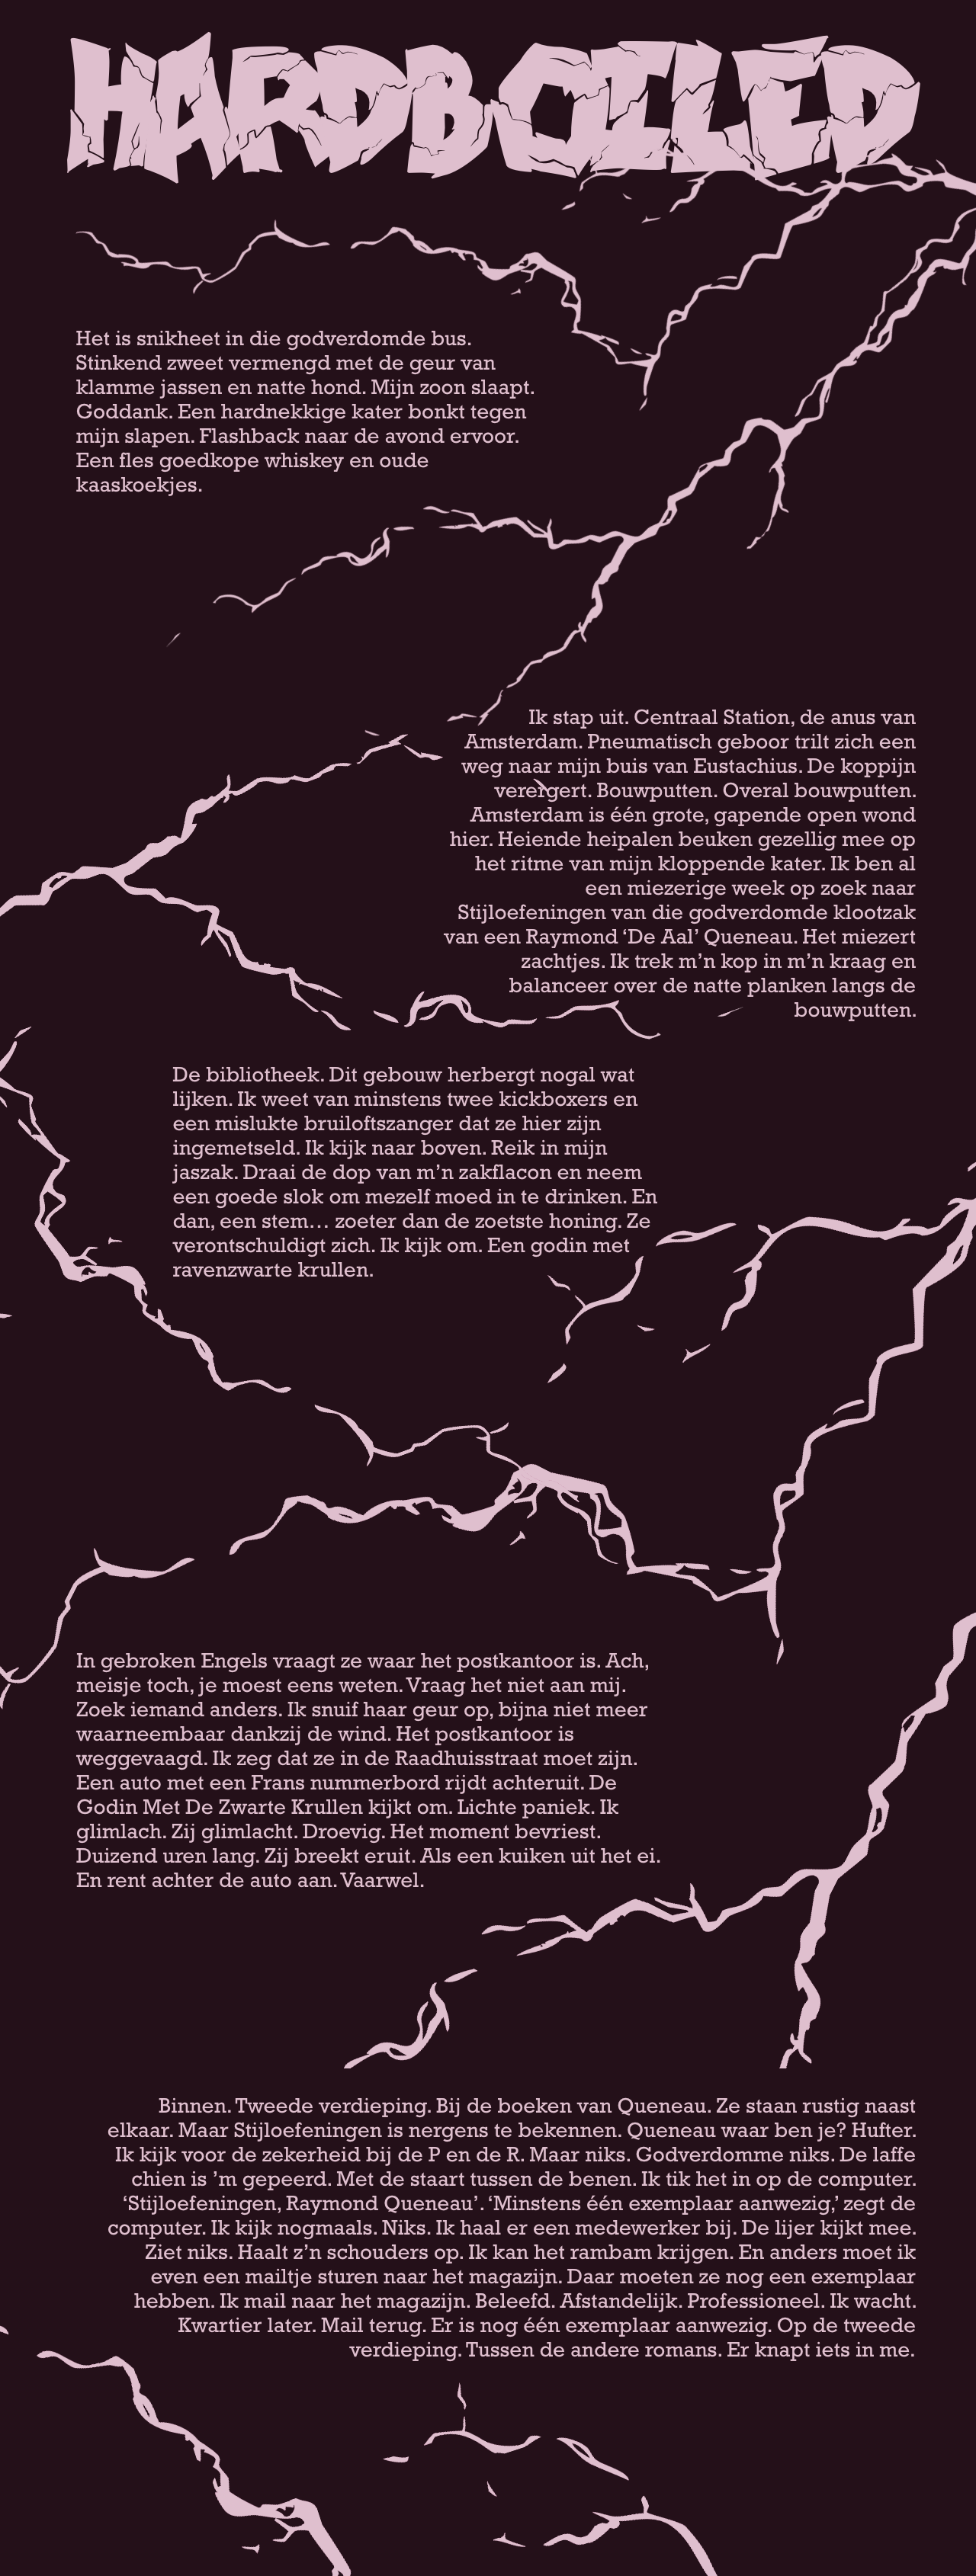 HARDBOILED
Het is snikheet in die godverdomde bus.
Stinkend zweet vermengd met de geur van
klamme jassen en natte hond. Mijn zoon slaapt.
Goddank. Een hardnekkige kater bonkt tegen
mijn slapen. Flashback naar de avond ervoor.
Een fles goedkope whiskey en oude
kaaskoekjes.
Ik stap uit. Centraal Station, de anus van
Amsterdam. Pneumatisch geboor trilt zich een
weg naar mijn buis van Eustachius. De koppijn
verergert. Bouwputten. Overal bouwputten.
Amsterdam is één grote, gapende open wond
hier. Heiende heipalen beuken gezellig mee op
het ritme van mijn kloppende kater. Ik ben al
een miezerige week op zoek naar
Stijloefeningen van die godverdomde klootzak
van een Raymond ‘De Aal’ Queneau. Het miezert
zachtjes. Ik trek m’n kop in m’n kraag en
balanceer over de natte planken langs de
bouwputten.
De bibliotheek. Dit gebouw herbergt nogal wat
lijken. Ik weet van minstens twee kickboxers en
een mislukte bruiloftszanger dat ze hier zijn
ingemetseld. Ik kijk naar boven. Reik in mijn
jaszak. Draai de dop van m’n zakflacon en neem
een goede slok om mezelf moed in te drinken. En
dan, een stem… zoeter dan de zoetste honing. Ze
verontschuldigt zich. Ik kijk om. Een godin met
ravenzwarte krullen.
In gebroken Engels vraagt ze waar het postkantoor is. Ach,
meisje toch, je moest eens weten. Vraag het niet aan mij.
Zoek iemand anders. Ik snuif haar geur op, bijna niet meer
waarneembaar dankzij de wind. Het postkantoor is
weggevaagd. Ik zeg dat ze in de Raadhuisstraat moet zijn.
Een auto met een Frans nummerbord rijdt achteruit. De
Godin Met De Zwarte Krullen kijkt om. Lichte paniek. Ik
glimlach. Zij glimlacht. Droevig. Het moment bevriest.
Duizend uren lang. Zij breekt eruit. Als een kuiken uit het ei.
En rent achter de auto aan. Vaarwel.
Binnen. Tweede verdieping. Bij de boeken van Queneau. Ze staan rustig naast
elkaar. Maar Stijloefeningen is nergens te bekennen. Queneau waar ben je? Hufter.
Ik kijk voor de zekerheid bij de P en de R. Maar niks. Godverdomme niks. De laffe
chien is ’m gepeerd. Met de staart tussen de benen. Ik tik het in op de computer.
‘Stijloefeningen, Raymond Queneau’. ‘Minstens één exemplaar aanwezig,’ zegt de
computer. Ik kijk nogmaals. Niks. Ik haal er een medewerker bij. De lijer kijkt mee.
Ziet niks. Haalt z’n schouders op. Ik kan het rambam krijgen. En anders moet ik
even een mailtje sturen naar het magazijn. Daar moeten ze nog een exemplaar
hebben. Ik mail naar het magazijn. Beleefd. Afstandelijk. Professioneel. Ik wacht.
Kwartier later. Mail terug. Er is nog één exemplaar aanwezig. Op de tweede
verdieping. Tussen de andere romans. Er knapt iets in me.